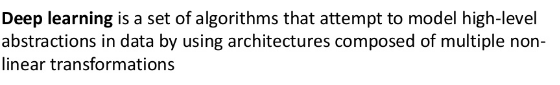 Deep learning is a set of algorithms that attempt to model high-level
abstractions in data by using architectures composed of multiple non-
linear transformations